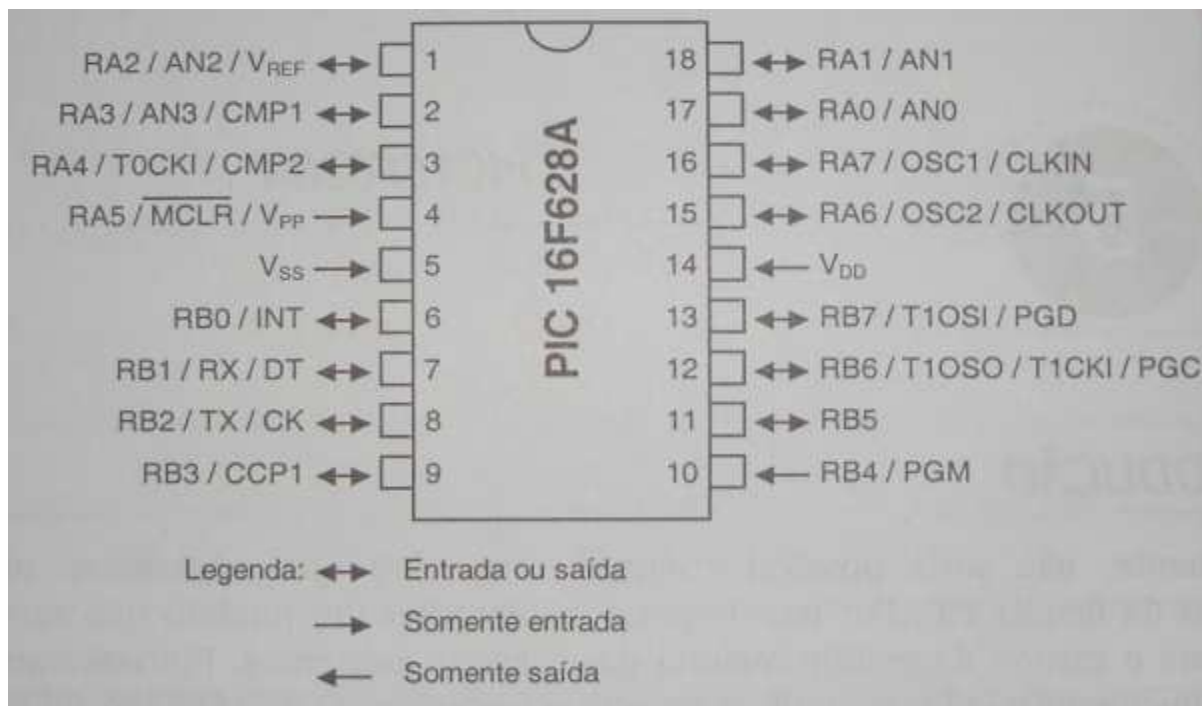 RA2 / AN2 / VREF 1
RA3 / AN3 / CMP1 2
RA4 / T0CKI / CMP2 3
RA5 / MCLR / VPP 4
VSS 5
RB0 / INT 6
RB1 / RX / DT 7
RB2 / TX / CK 8
RB3 / CCP1 9
PIC 16F628A
18 RA1 / AN1
17 RA0 / AN0
16 RA7 / OSC1 / CLKIN
15 RA6 / OSC2 / CLKOUT
14 VDD
13 RB7 / T1OSI / PGD
12 RB6 / T1OSO / T1CKI / PGC
11 RB5
10 RB4 / PGM
Legenda: Entrada ou saída
Somente entrada
Somente saída